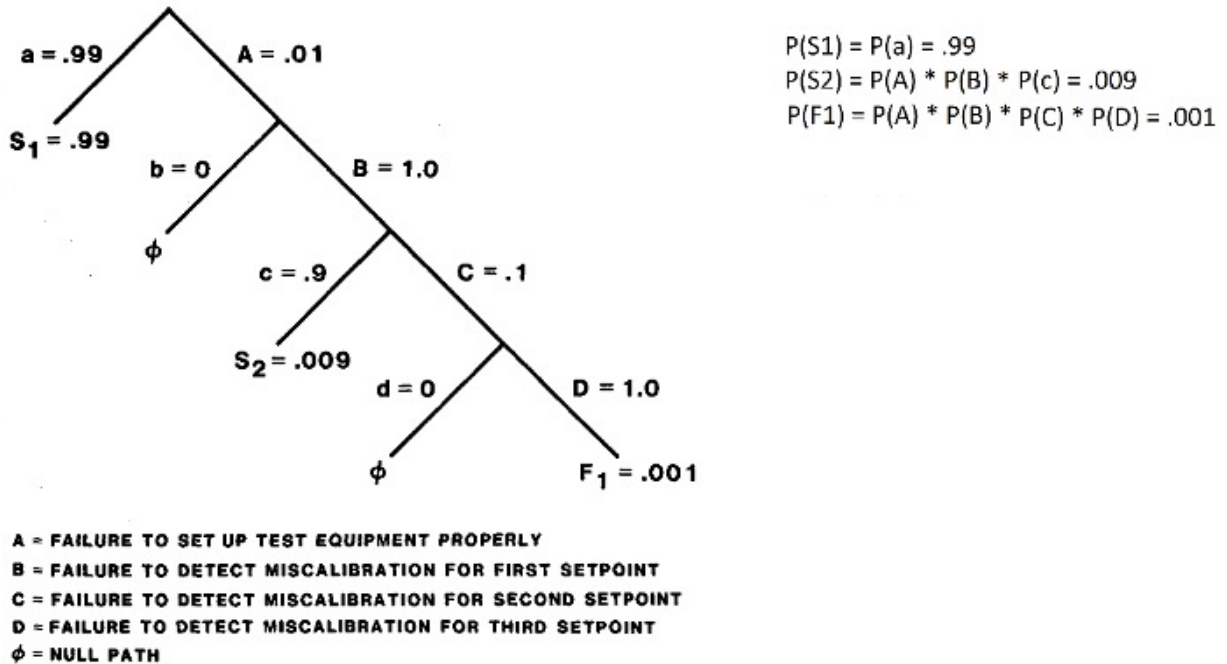 a = .99
A = .01
S1 = .99
b = 0
B = 1.0
ϕ
c = .9
C = .1
S2 = .009
d = 0
D = 1.0
ϕ
F1 = .001
P(S1) = P(a) = .99
P(S2) = P(A) * P(B) * P(c) = .009
P(F1) = P(A) * P(B) * P(C) * P(D) = .001
A = FAILURE TO SET UP TEST EQUIPMENT PROPERLY
B = FAILURE TO DETECT MISCALIBRATION FOR FIRST SETPOINT
C = FAILURE TO DETECT MISCALIBRATION FOR SECOND SETPOINT
D = FAILURE TO DETECT MISCALIBRATION FOR THIRD SETPOINT
ϕ = NULL PATH